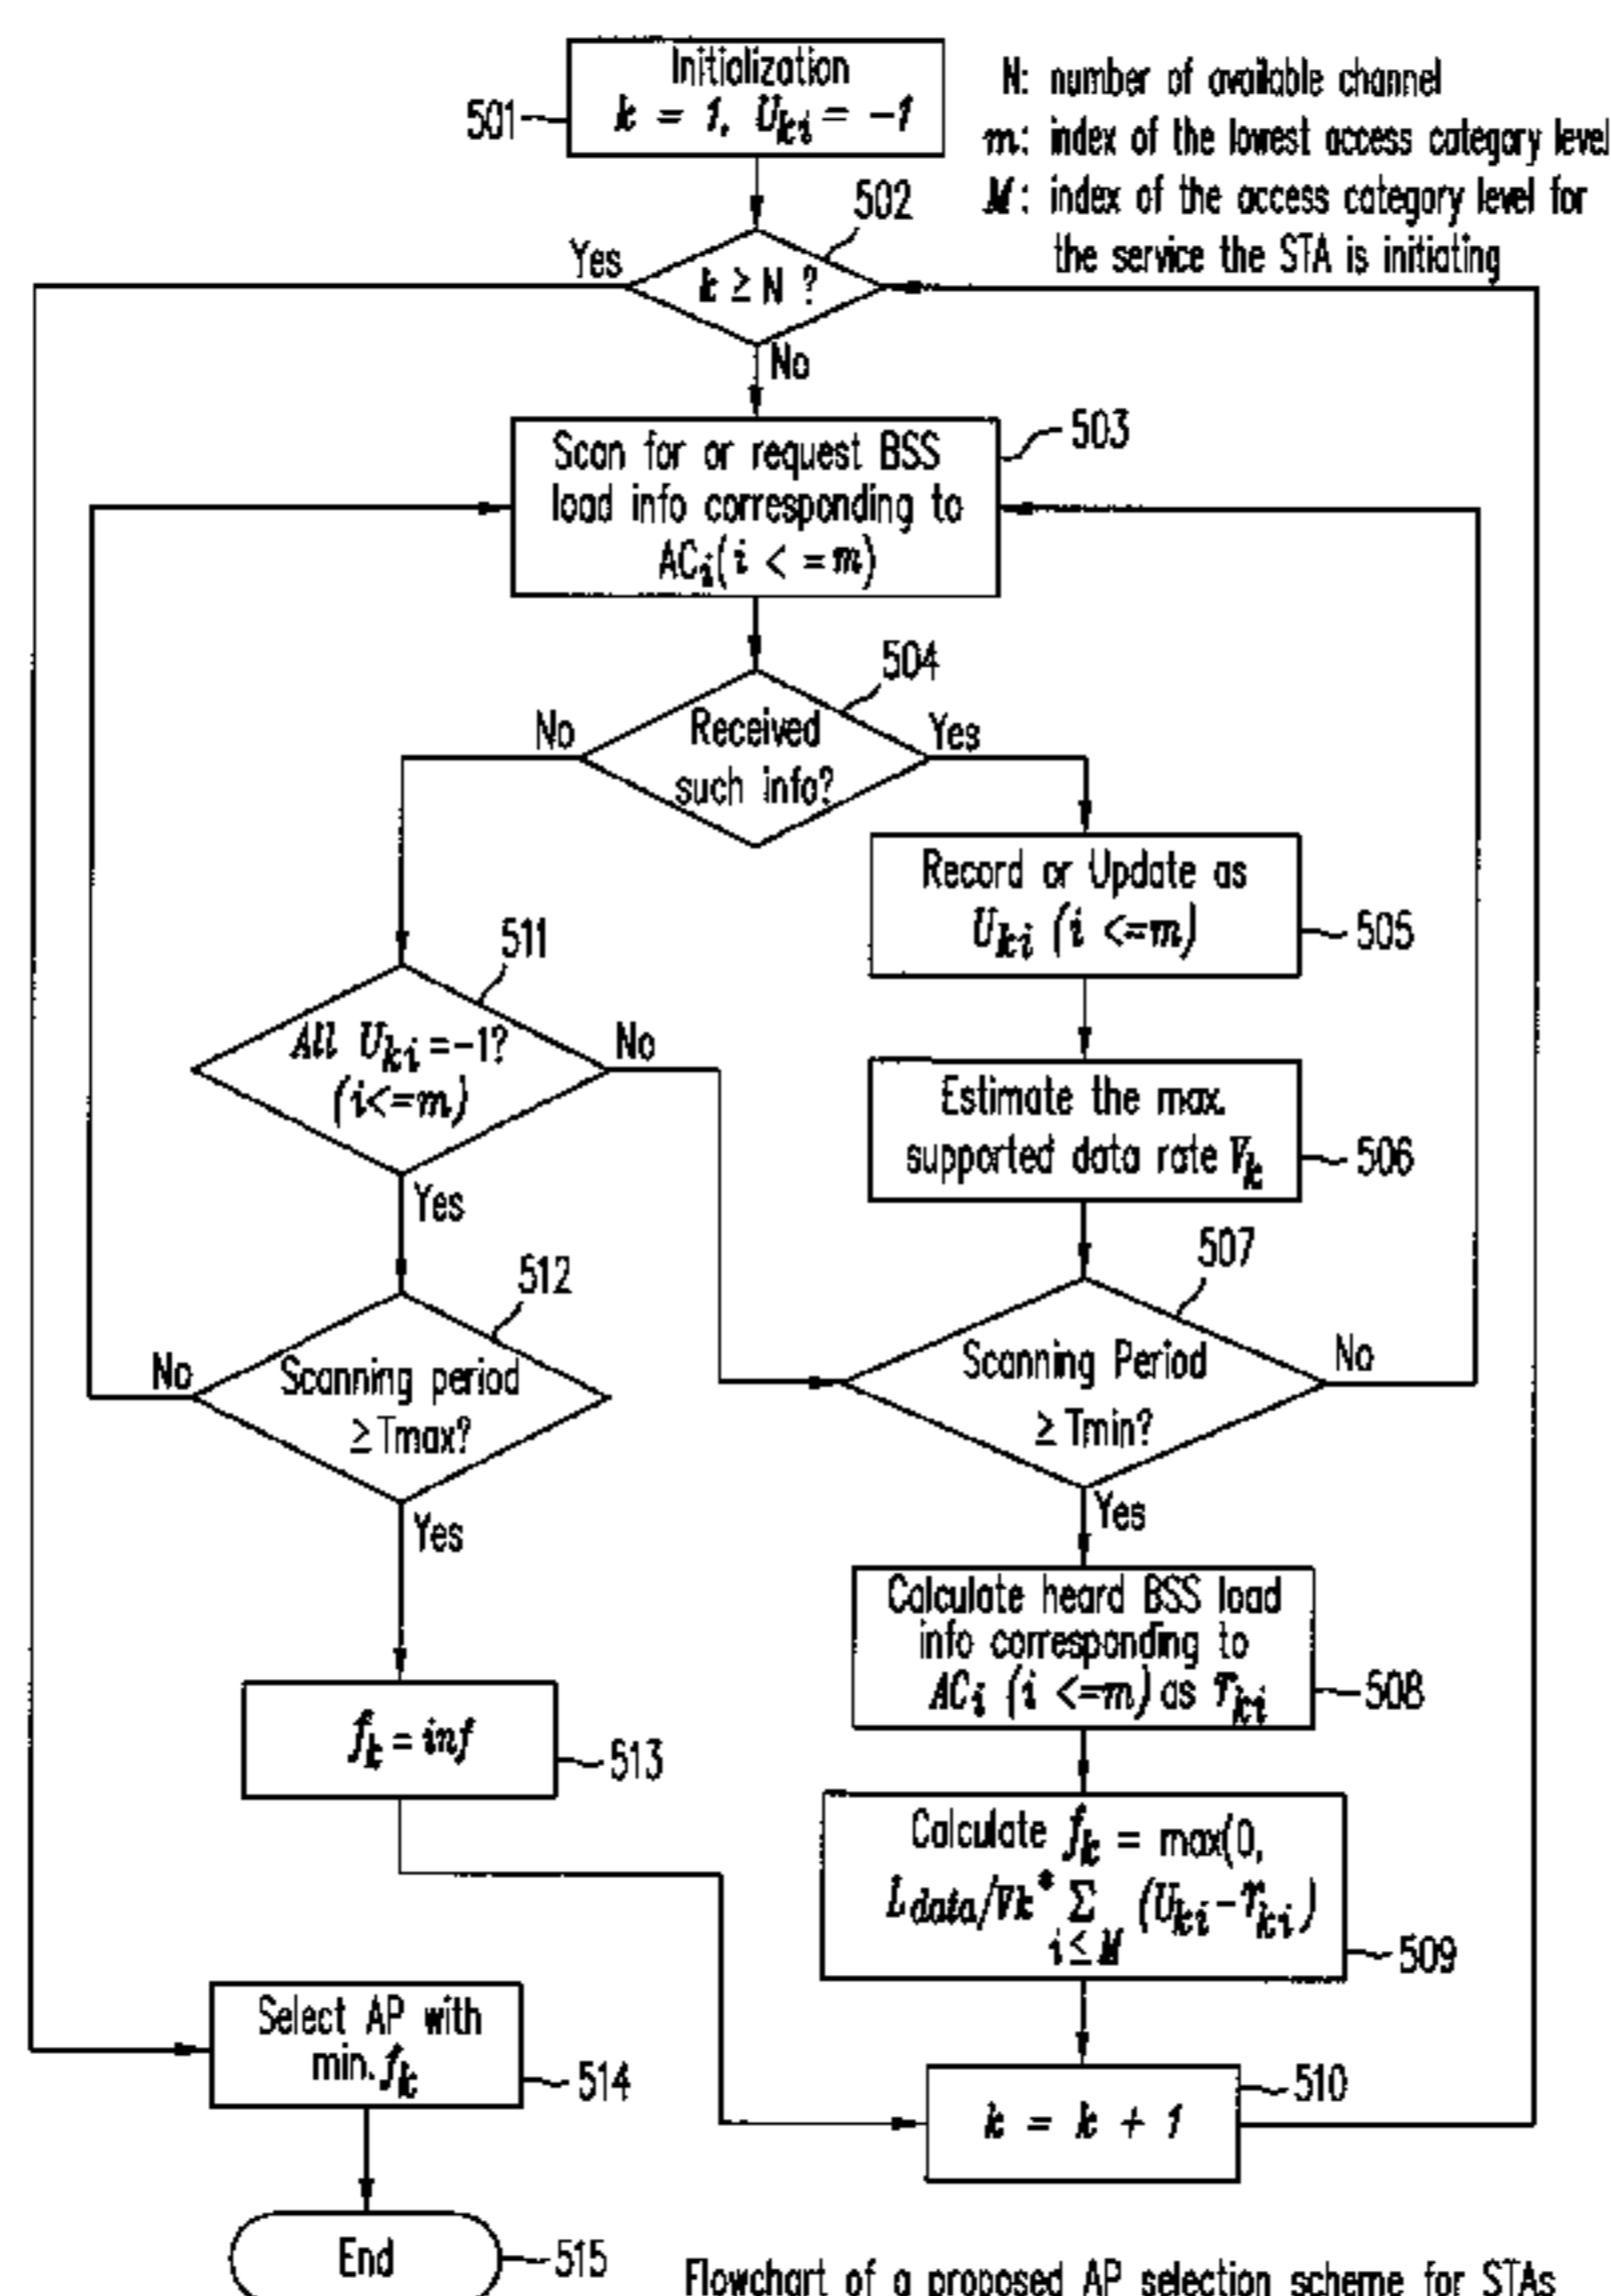 Initialization
k = 1, Uki = -1
501
N: number of available channel
m: index of the lowest access category level
M: index of the access category level for
the service the STA is initiating
502
Yes
k ≥ N ?
No
503
Scan for or request BSS
load info corresponding to
ACi(i < =m)
504
No
Received
such info?
Yes
Record or Update as
Uki (i <=m)
505
511
All Uki=-1?
(i<=m)
No
Yes
Estimate the max.
supported data rate Vk
506
507
512
No
Scanning period
≥Tmax?
Yes
Scanning Period
≥ Tmin?
No
Yes
Calculate heard BSS load
info corresponding to
ACi (i <=m) as Tki
508
fk = inf
513
Calculate fk = max(0,
Ldata/Vk* Σ (Uki-Tki)
i≤M
509
Select AP with
min. fk
514
k = k + 1
510
End
515
Flowchart of a proposed AP selection scheme for STAs